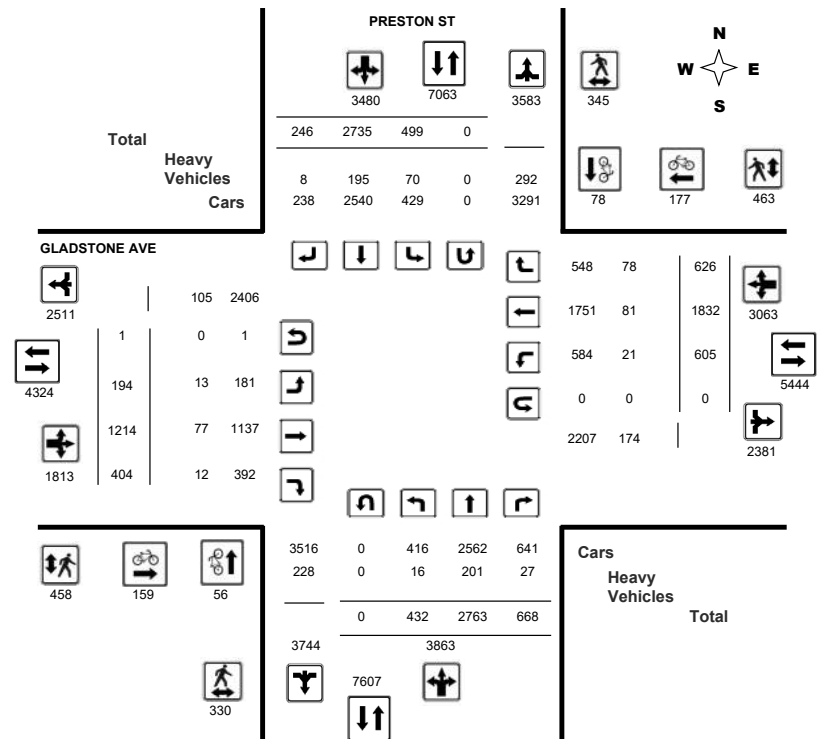 PRESTON ST
N
W E
S
3480 7063 3583 345
Total 246 2735 499 0
Heavy
Vehicles 8 195 70 0 292
Cars 238 2540 429 0 3291
78 177 463
GLADSTONE AVE
2511 105 2406
548 78 626
1 0 1
1751 81 1832 3063
4324 194 13 181
584 21 605 5444
1214 77 1137
0 0 0
1813 404 12 392
2207 174 2381
3516 0 416 2562 641 Cars
228 0 16 201 27 Heavy
Vehicles
458 159 56
0 432 2763 668 Total
3744 3863
7607
330